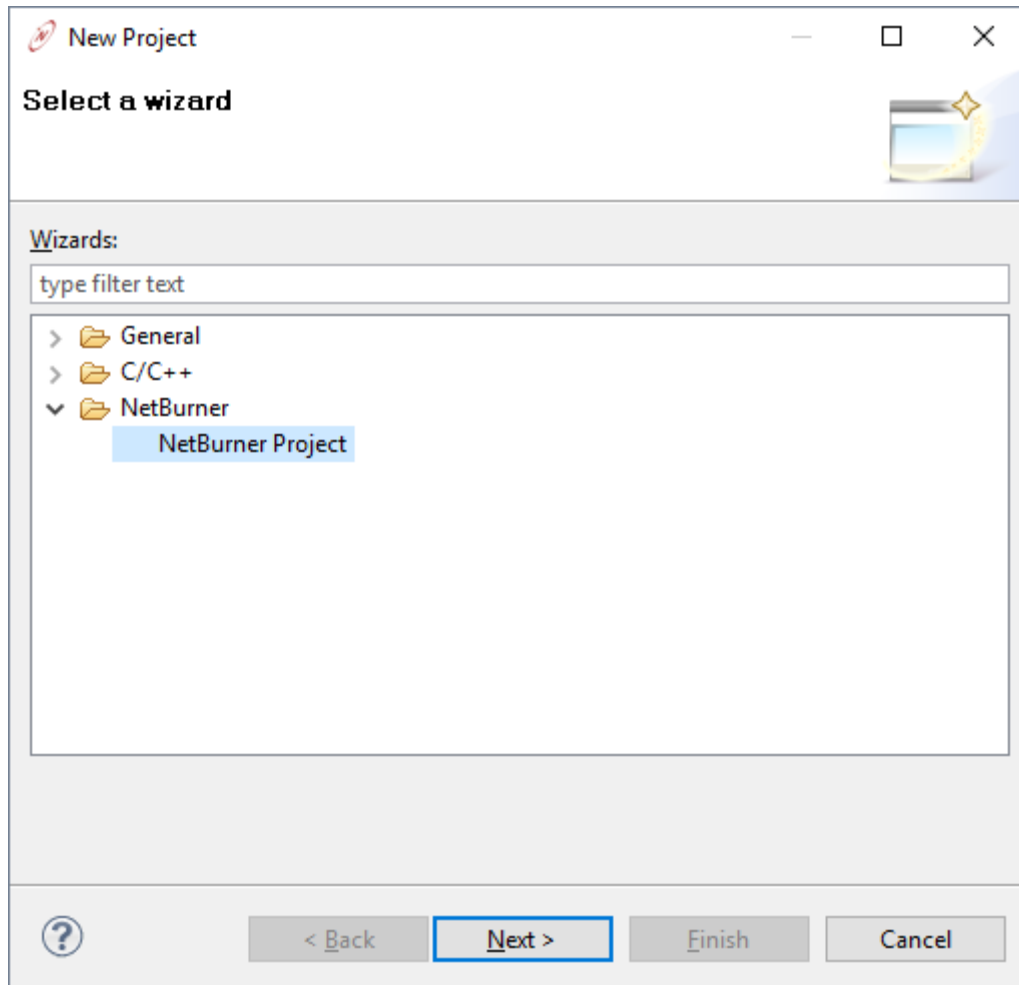 New Project
Select a wizard
Wizards:
type filter text
General
C/C++
NetBurner
NetBurner Project
? < Back Next > Finish Cancel